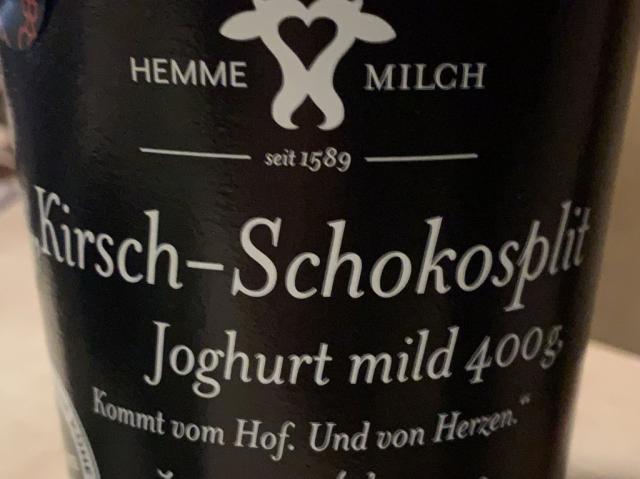 HEMME MILCH
seit 1589
„Kirsch-Schokosplit
Joghurt mild 400g,
Kommt vom Hof. Und von Herzen.“